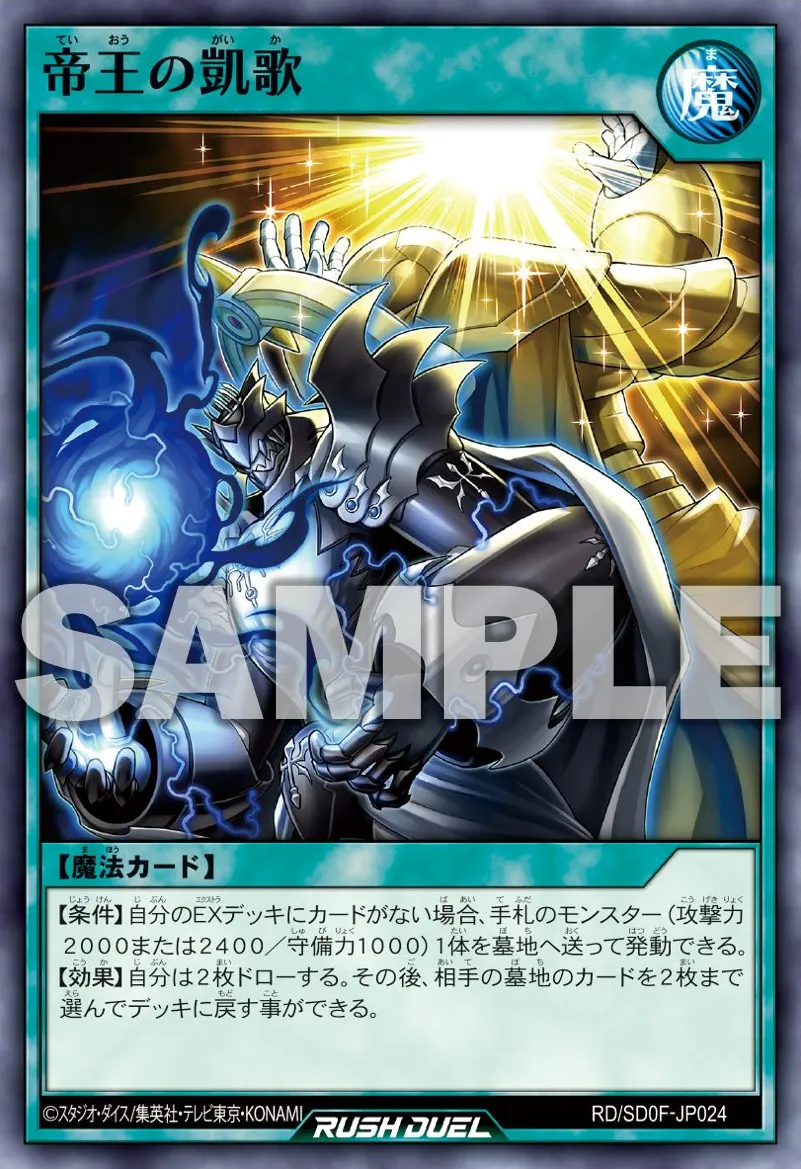 帝王の凱歌
魔
SAMPLE
【魔法カード】
【条件】自分のEXデッキにカードがない場合、手札のモンスター（攻撃力
2000または2400／守備力1000）1体を墓地へ送って発動できる。
【効果】自分は2枚ドローする。その後、相手の墓地のカードを2枚まで
選んでデッキに戻す事ができる。
©スタジオ・ダイス/集英社・テレビ東京・KONAMI
RUSH DUEL
RD/SD0F-JP024